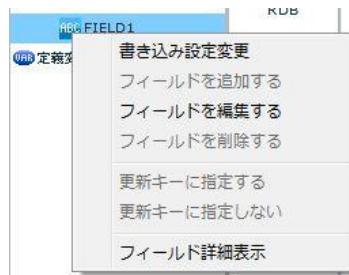 RDB
ABC FIELD1
VAR 定義変
書き込み設定変更
フィールドを追加する
フィールドを編集する
フィールドを削除する
更新キーに指定する
更新キーに指定しない
フィールド詳細表示